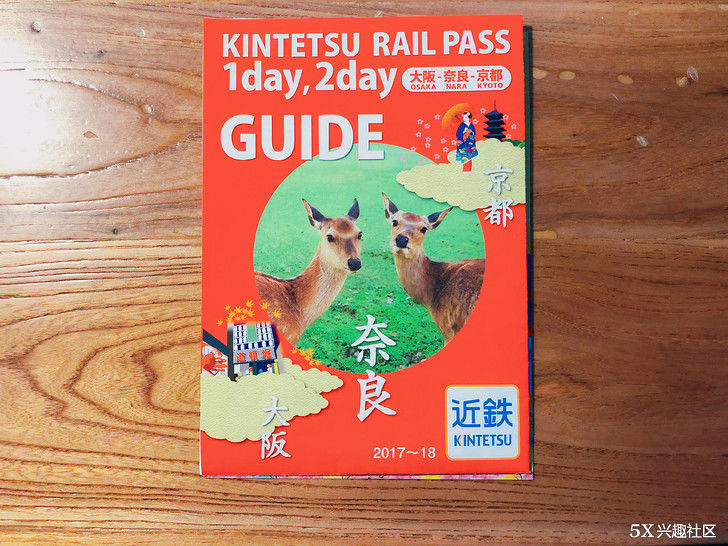 KINTETSU RAIL PASS
1day, 2day 大阪-奈良-京都
OSAKA NARA KYOTO
GUIDE
京都
奈良
大阪
近鉄
KINTETSU
2017〜18
5X兴趣社区